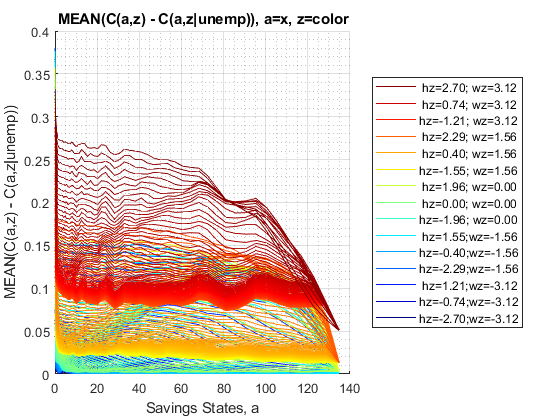 MEAN(C(a,z) - C(a,z|unemp)), a=x, z=color
MEAN(C(a,z) - C(a,z|unemp))
0.4
0.35
0.3
0.25
0.2
0.15
0.1
0.05
0
0 20 40 60 80 100 120 140
Savings States, a
hz=2.70; wz=3.12
hz=0.74; wz=3.12
hz=-1.21; wz=3.12
hz=2.29; wz=1.56
hz=0.40; wz=1.56
hz=-1.55; wz=1.56
hz=1.96; wz=0.00
hz=0.00; wz=0.00
hz=-1.96; wz=0.00
hz=1.55;wz=-1.56
hz=-0.40;wz=-1.56
hz=-2.29;wz=-1.56
hz=1.21;wz=-3.12
hz=-0.74;wz=-3.12
hz=-2.70;wz=-3.12